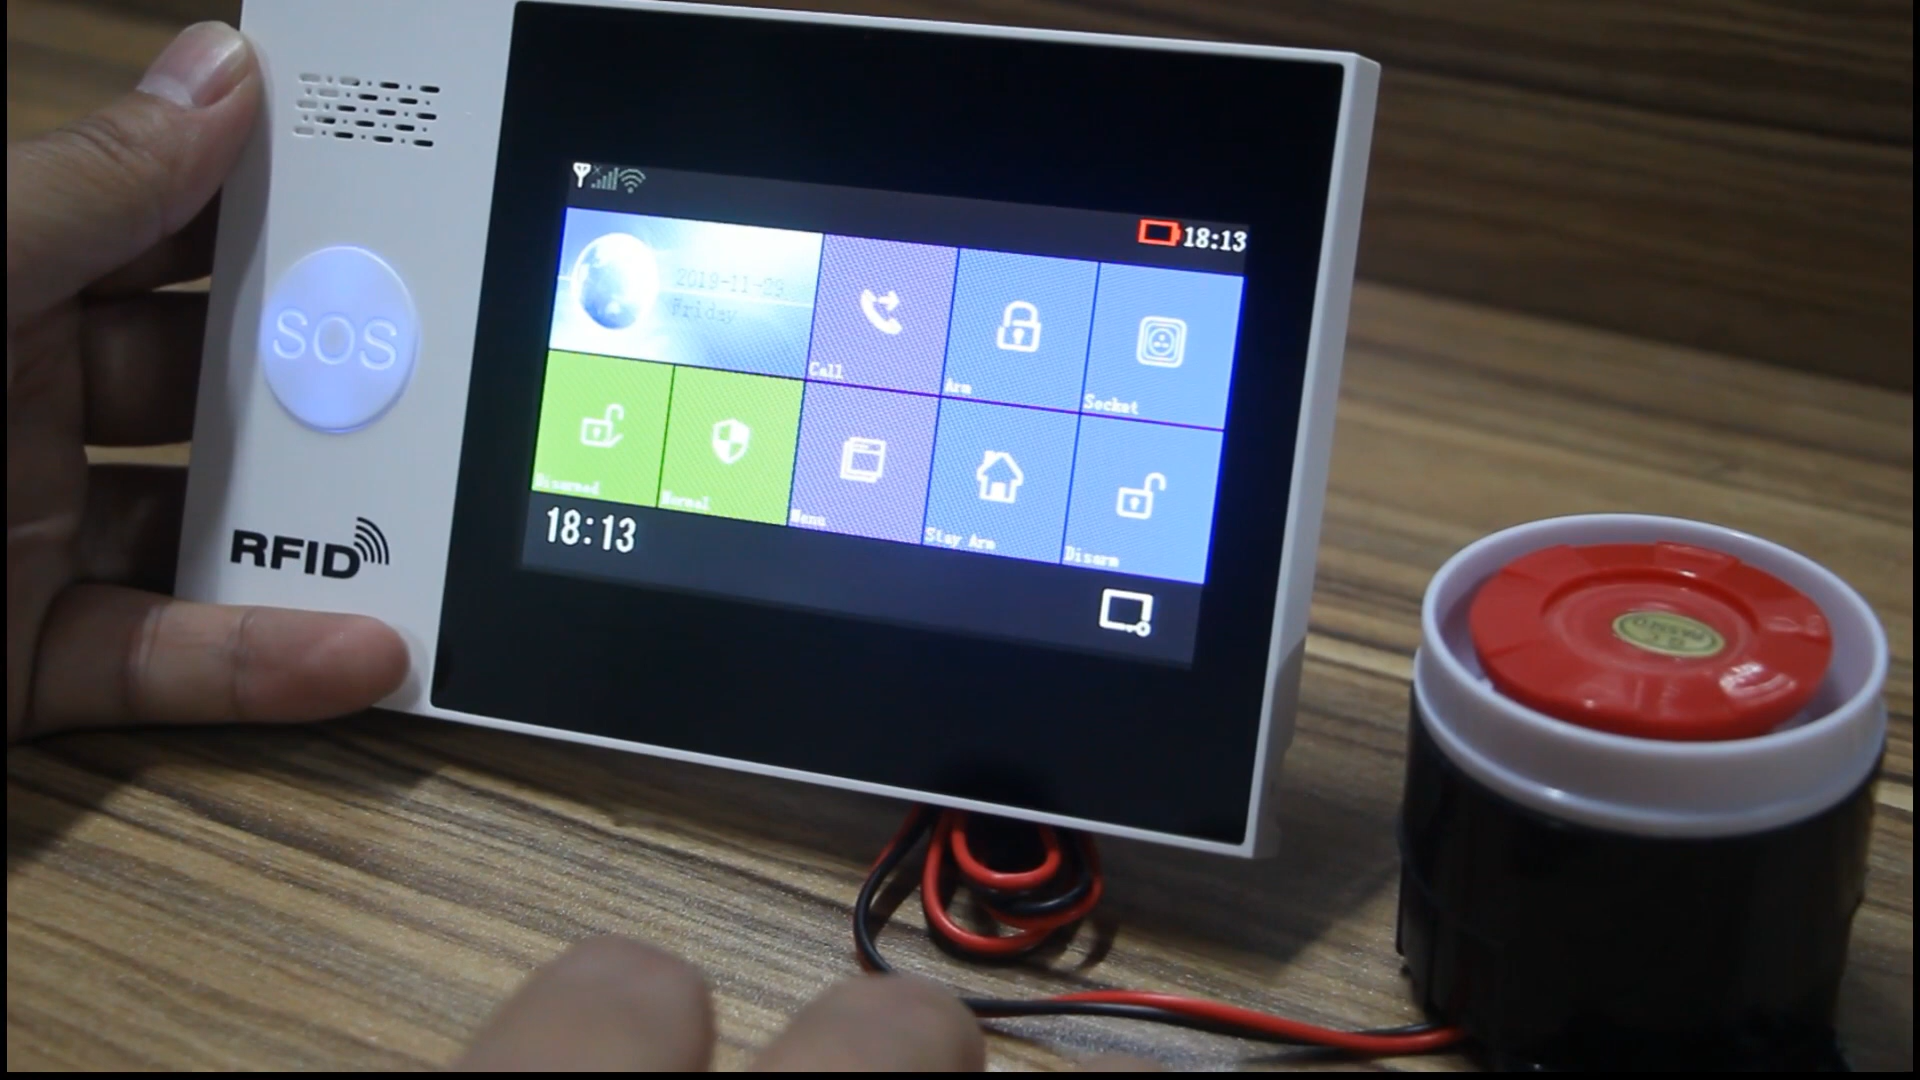 18:13
2019-11-29
Friday
Call
Arm
Socket
SOS
Disarmed
Normal
Menu
Stay Arm
Disarm
18:13
RFID